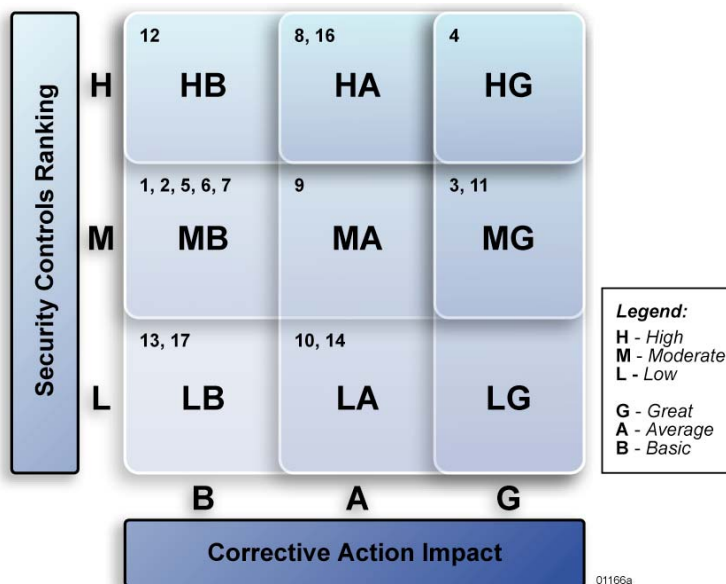 Security Controls Ranking
H
12
HB
8, 16
HA
4
HG
M
1, 2, 5, 6, 7
MB
9
MA
3, 11
MG
L
13, 17
LB
10, 14
LA
LG
B
A
G
Corrective Action Impact
Legend:
H - High
M - Moderate
L - Low
G - Great
A - Average
B - Basic
01166a